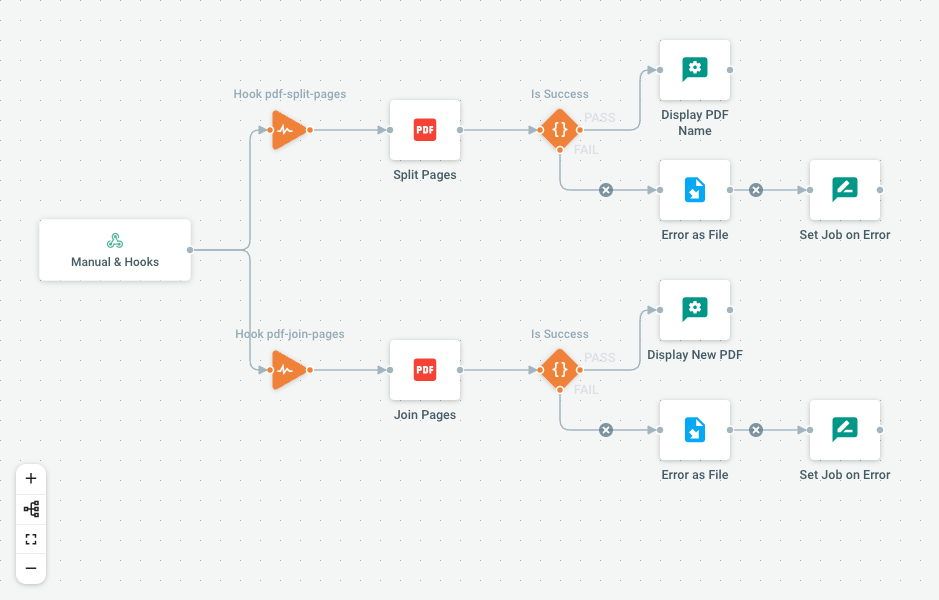 Hook pdf-split-pages
Is Success
Display PDF
Name
PDF
{}
PASS
FAIL
Split Pages
Error as File
Set Job on Error
Manual & Hooks
Hook pdf-join-pages
Is Success
Display New PDF
PDF
{}
PASS
FAIL
Join Pages
Error as File
Set Job on Error